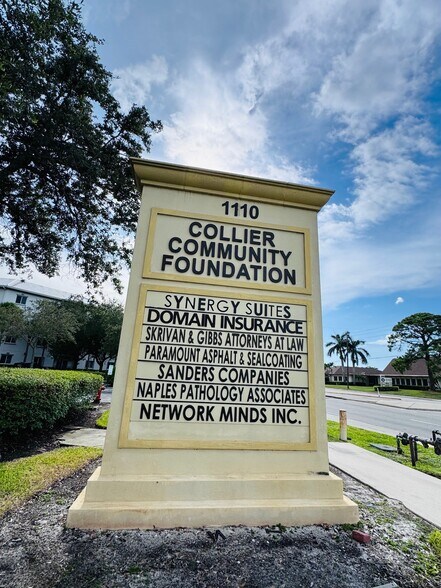 1110
COLLIER
COMMUNITY
FOUNDATION
SYNERGY SUITES
DOMAIN INSURANCE
SKRIVAN & GIBBS ATTORNEYS AT LAW
PARAMOUNT ASPHALT & SEALCOATING
SANDERS COMPANIES
NAPLES PATHOLOGY ASSOCIATES
NETWORK MINDS INC.